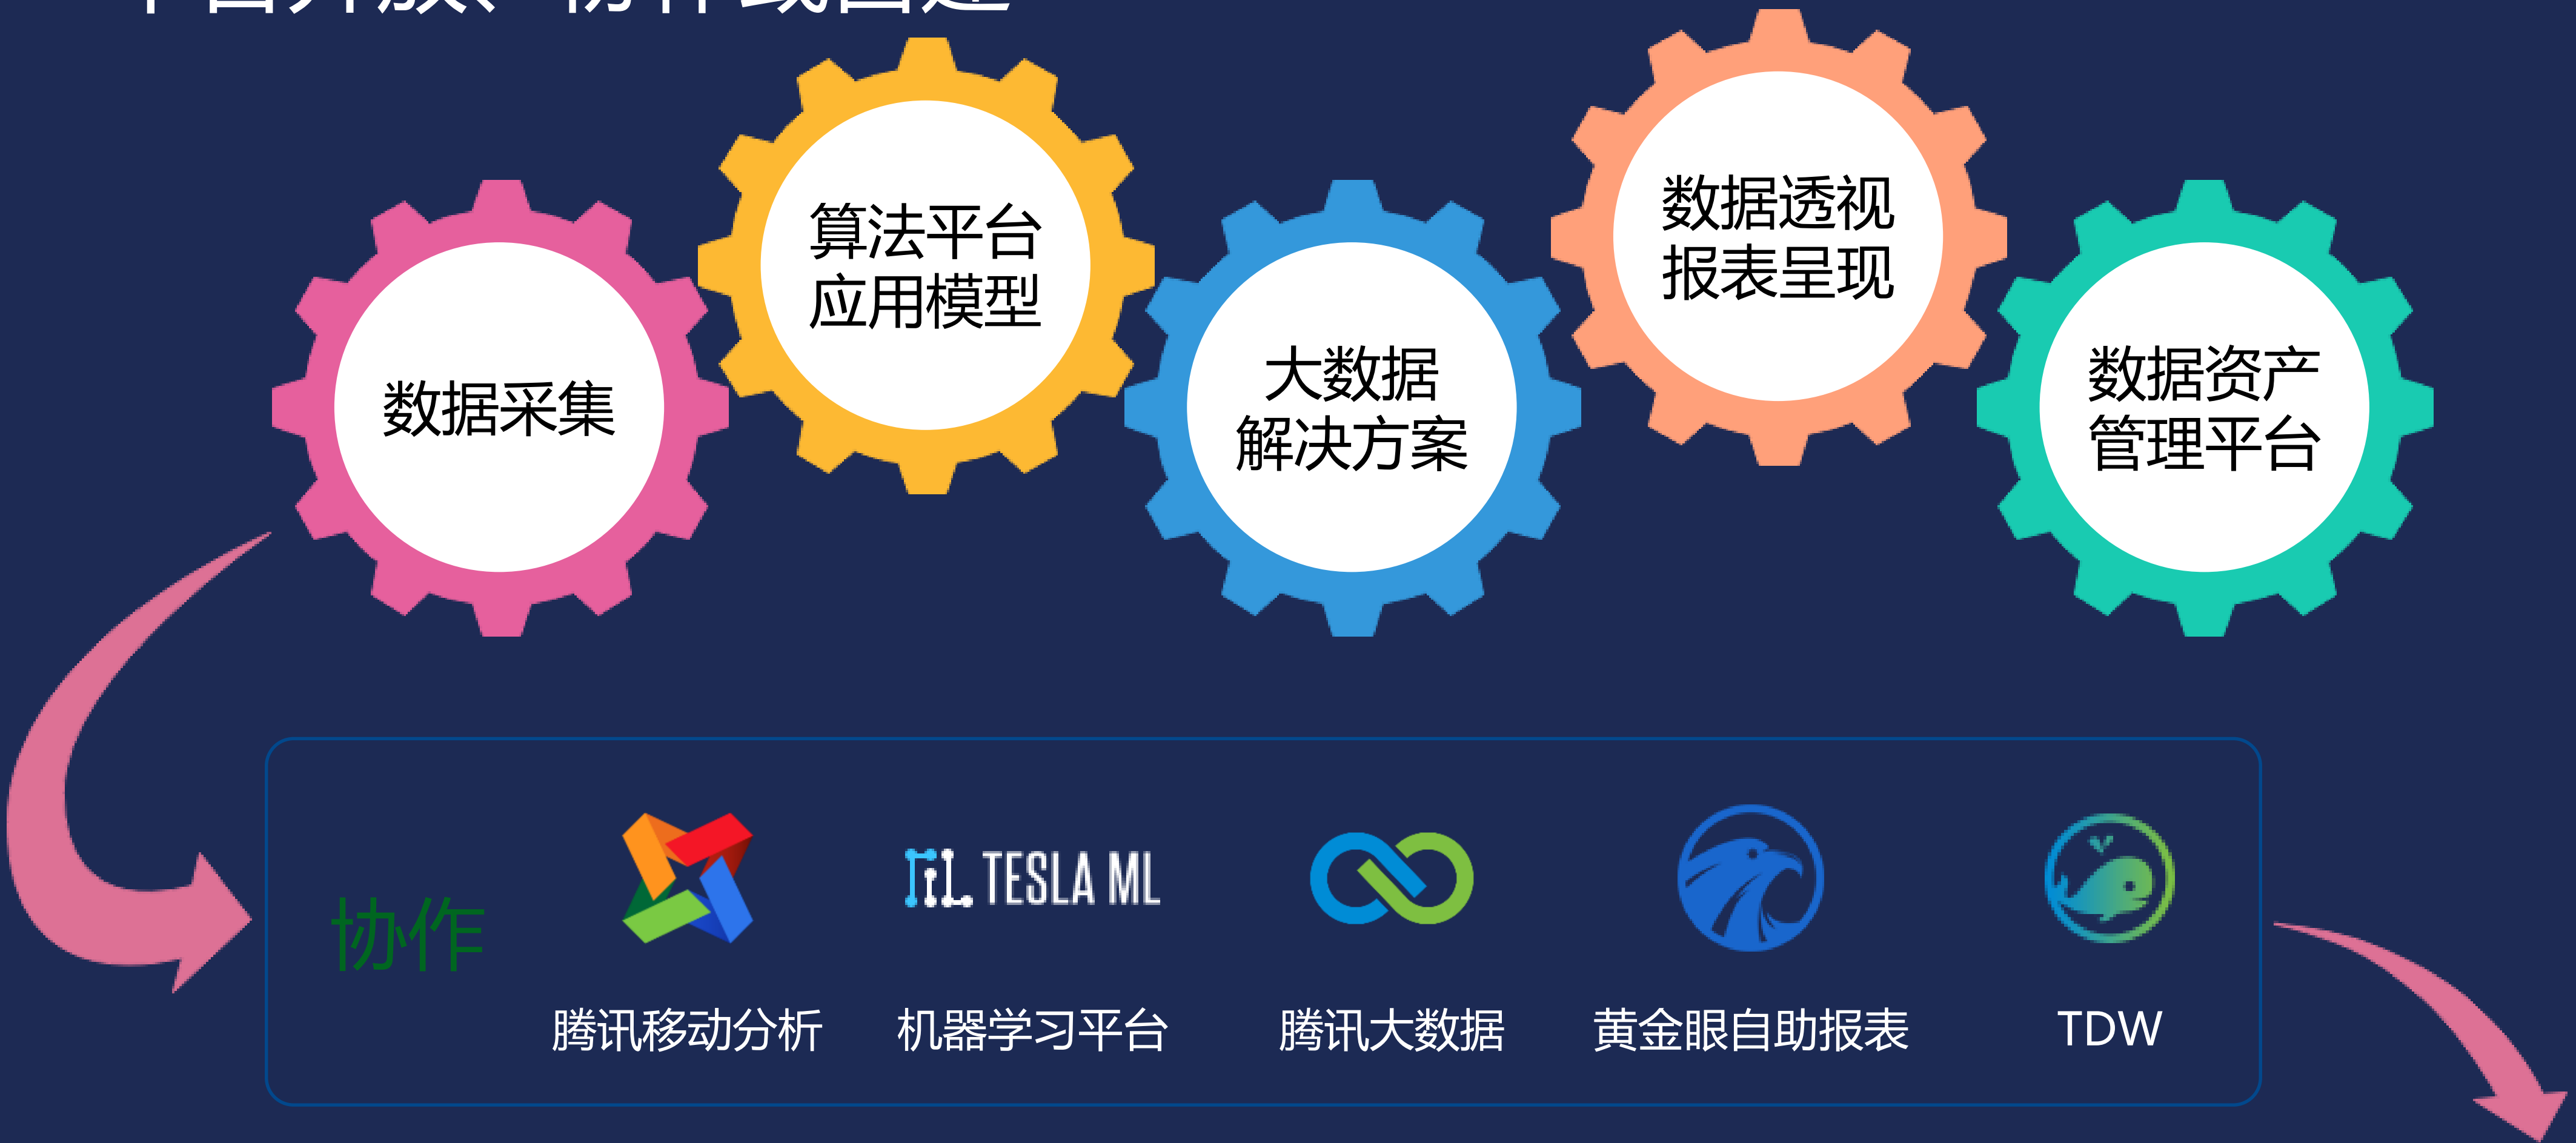 数据采集
算法平台
应用模型
大数据
解决方案
数据透视
报表呈现
数据资产
管理平台
协作
TESLA ML
腾讯移动分析
机器学习平台
腾讯大数据
黄金眼自助报表
TDW